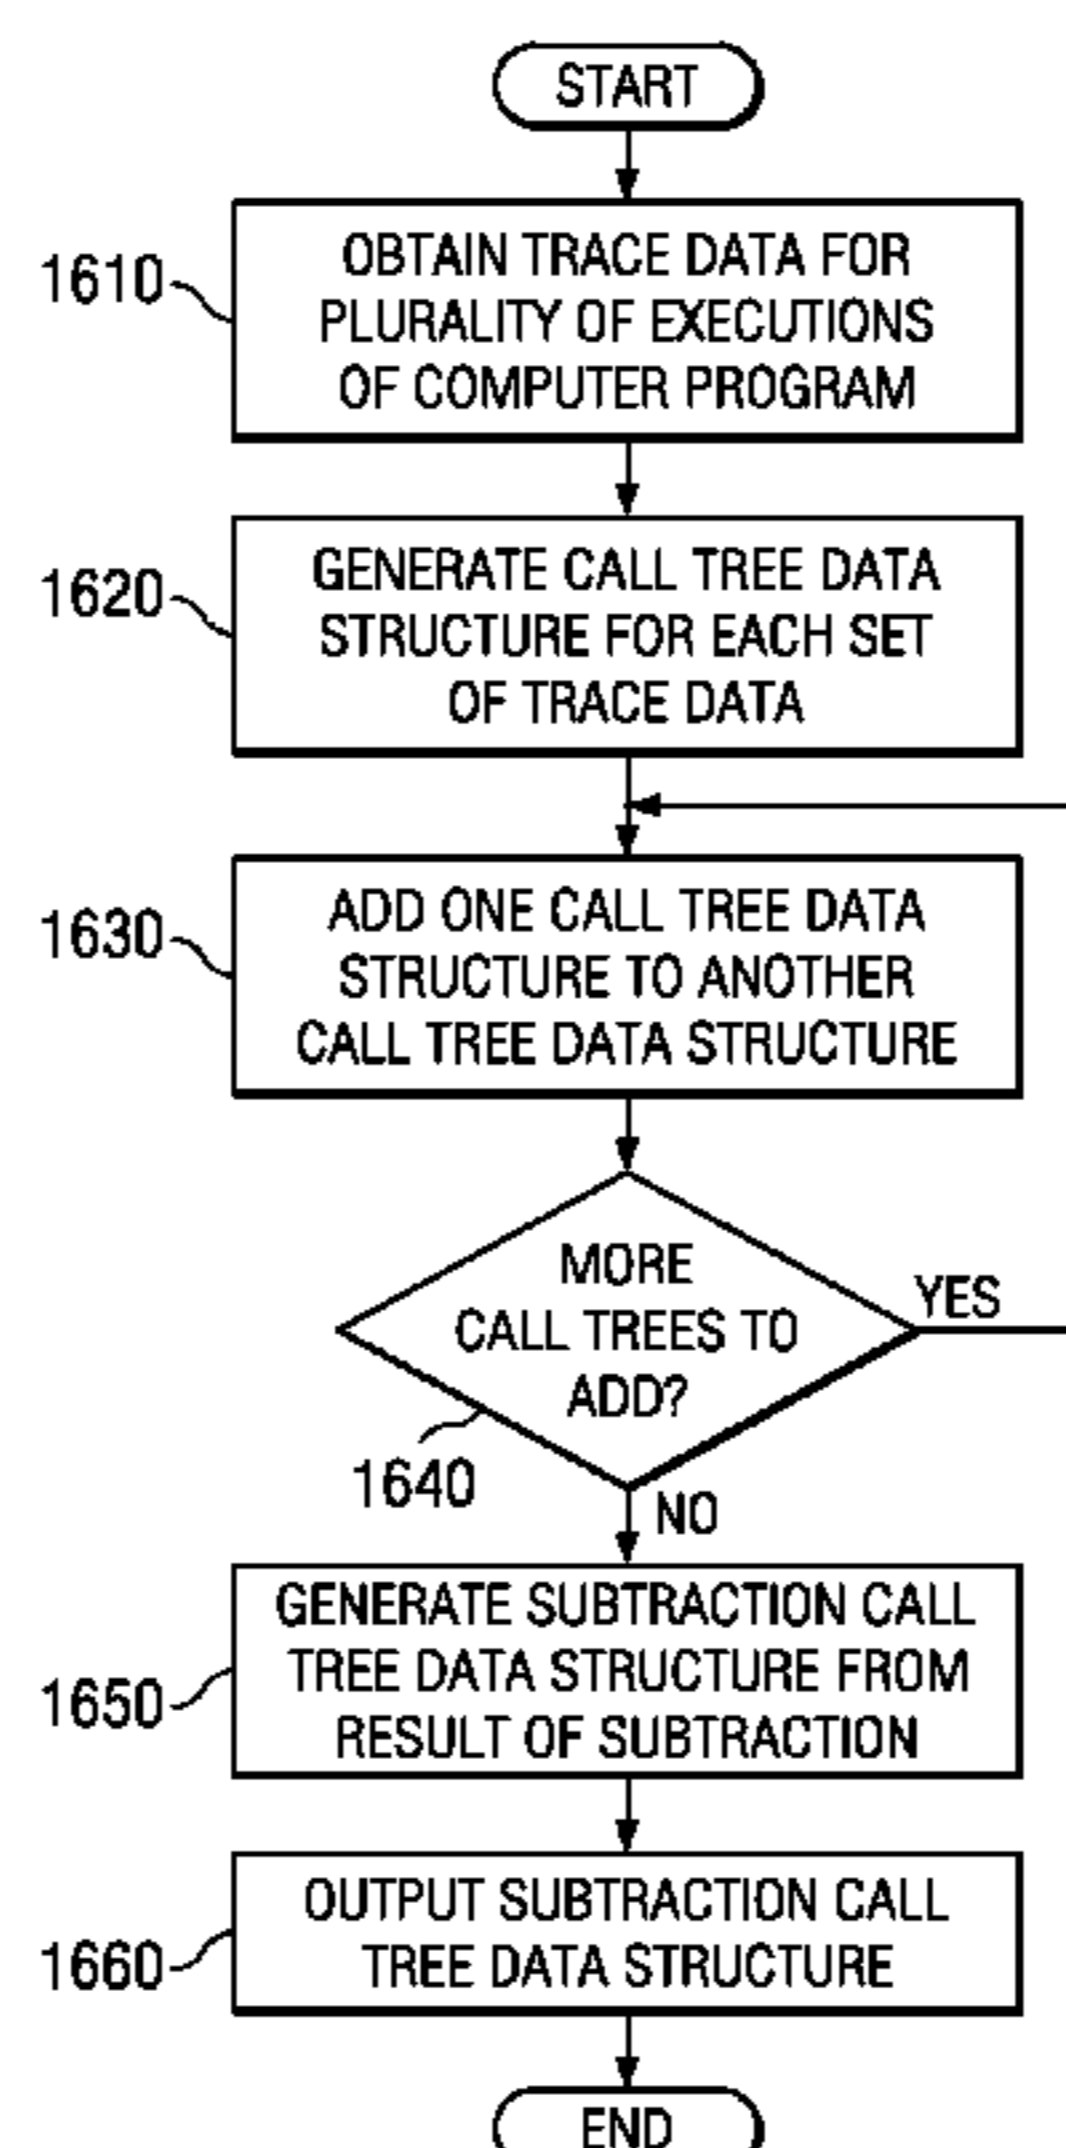 START
1610
OBTAIN TRACE DATA FOR
PLURALITY OF EXECUTIONS
OF COMPUTER PROGRAM
1620
GENERATE CALL TREE DATA
STRUCTURE FOR EACH SET
OF TRACE DATA
1630
ADD ONE CALL TREE DATA
STRUCTURE TO ANOTHER
CALL TREE DATA STRUCTURE
MORE
CALL TREES TO
ADD?
YES
1640
NO
1650
GENERATE SUBTRACTION CALL
TREE DATA STRUCTURE FROM
RESULT OF SUBTRACTION
1660
OUTPUT SUBTRACTION CALL
TREE DATA STRUCTURE
END